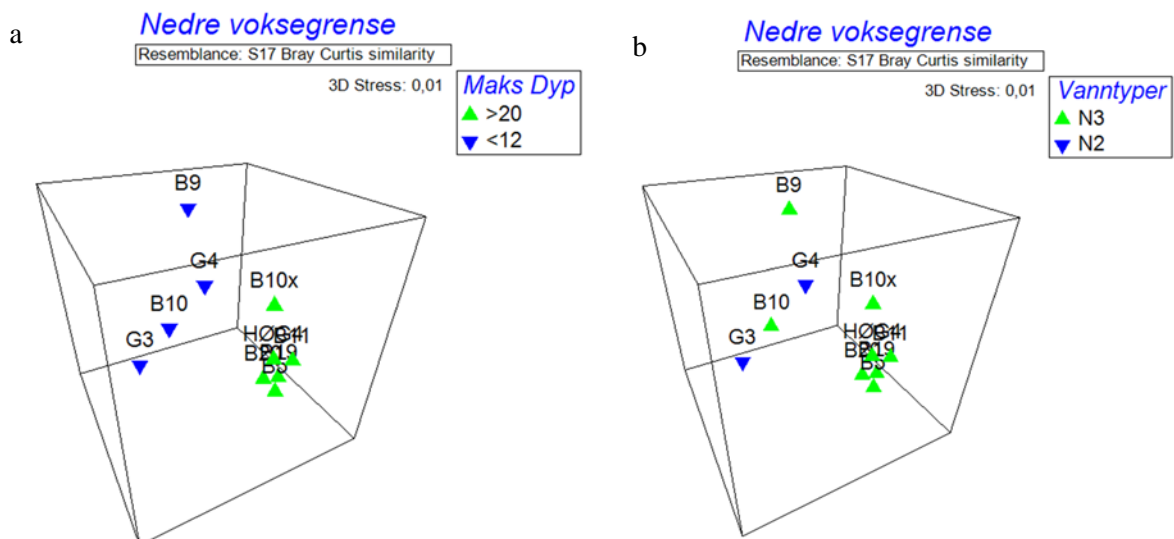 a
Nedre voksegrense
Resemblance: S17 Bray Curtis similarity
3D Stress: 0,01
Maks Dyp
>20
<12
B9
G4
B10x
B10
G3
B5
b
Nedre voksegrense
Resemblance: S17 Bray Curtis similarity
3D Stress: 0,01
Vanntyper
N3
N2
B9
G4
B10x
B10
G3
B5